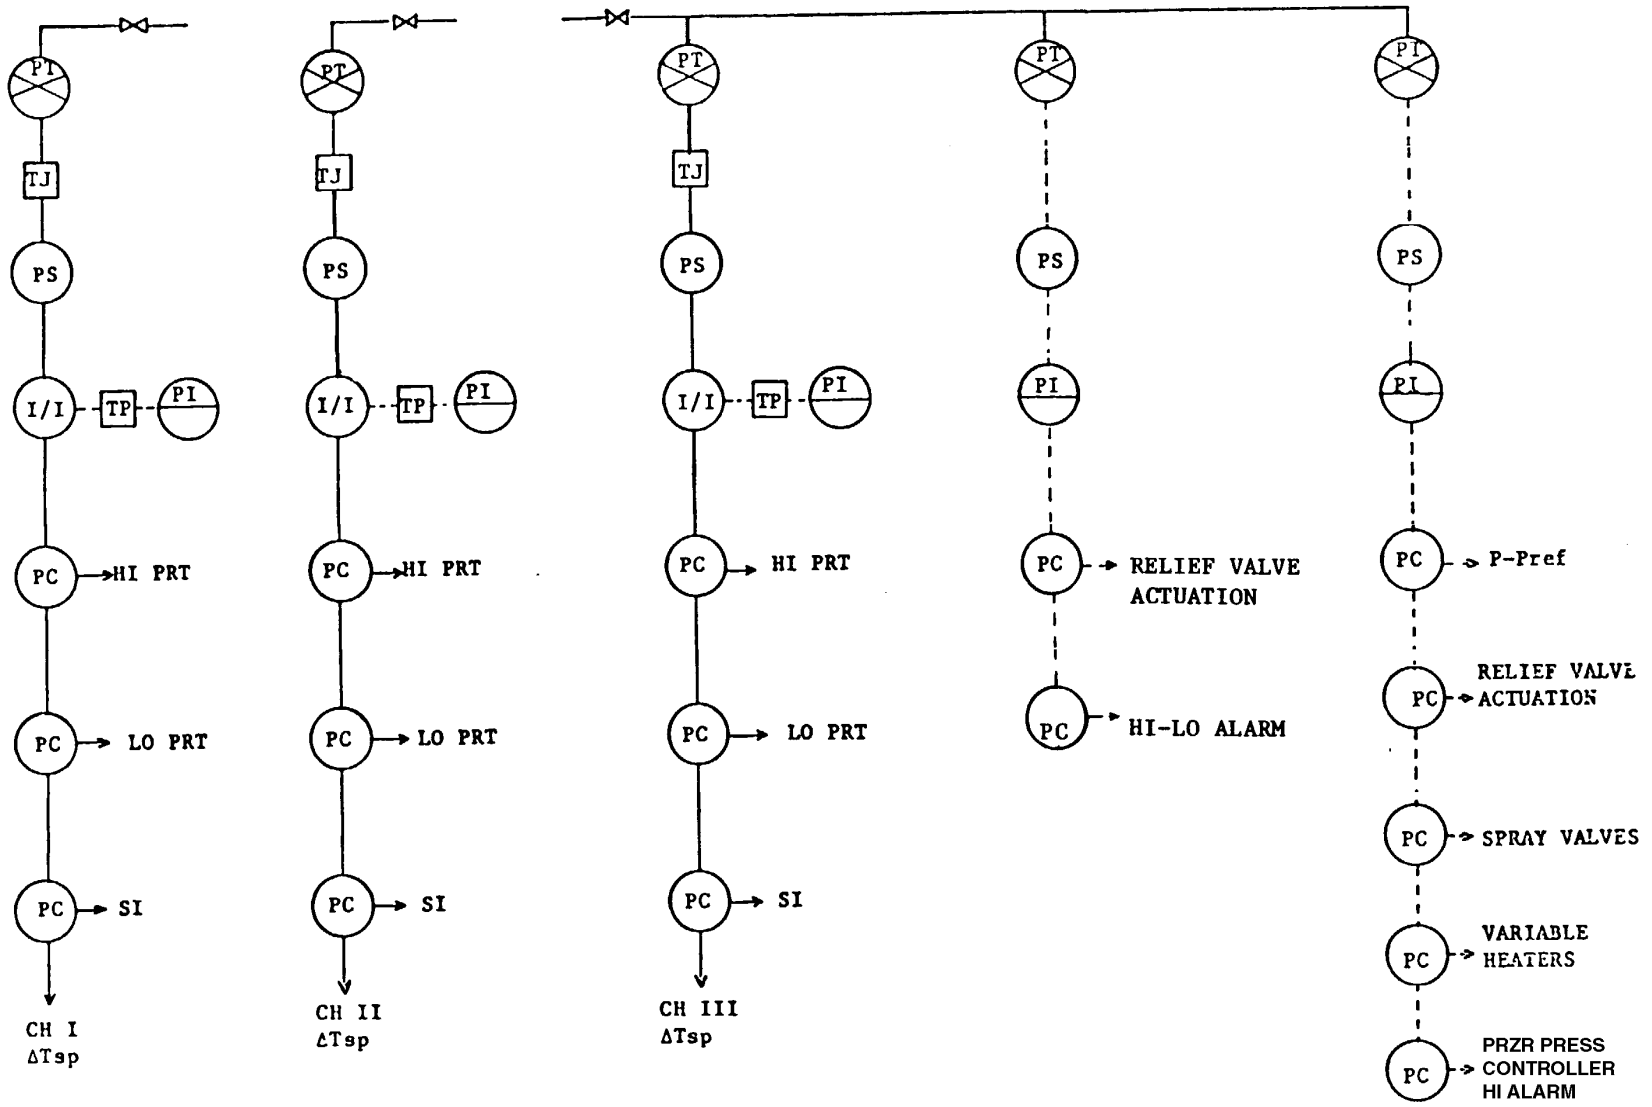 PT
PT
PT
PT
PT
TJ
TJ
TJ
PS
PS
PS
PS
PS
I/I
TP
PI
I/I
TP
PI
I/I
TP
PI
PI
PI
PC
HI PRT
PC
HI PRT
PC
HI PRT
PC
RELIEF VALVE
ACTUATION
PC
P-Pref
PC
LO PRT
PC
LO PRT
PC
LO PRT
PC
HI-LO ALARM
PC
RELIEF VALVE
ACTUATION
PC
SPRAY VALVES
PC
SI
PC
SI
PC
SI
PC
VARIABLE
HEATERS
CH I
ΔTsp
CH II
ΔTsp
CH III
ΔTsp
PC
PRZR PRESS
CONTROLLER
HI ALARM